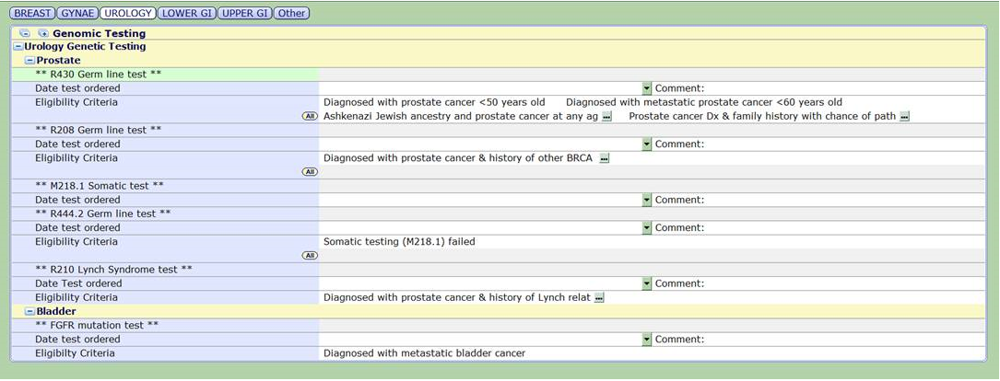 BREAST GYNAE UROLOGY LOWER GI UPPER GI Other
Genomic Testing
Urology Genetic Testing
Prostate
** R430 Germ line test **
Date test ordered Comment:
Eligibility Criteria Diagnosed with prostate cancer <50 years old Diagnosed with metastatic prostate cancer <60 years old
All Ashkenazi Jewish ancestry and prostate cancer at any ag ... Prostate cancer Dx & family history with chance of path ...
** R208 Germ line test **
Date test ordered Comment:
Eligibility Criteria Diagnosed with prostate cancer & history of other BRCA ...
All
** M218.1 Somatic test **
Date test ordered Comment:
** R444.2 Germ line test **
Date test ordered Comment:
Eligibility Criteria Somatic testing (M218.1) failed
All
** R210 Lynch Syndrome test **
Date Test ordered Comment:
Eligibility Criteria Diagnosed with prostate cancer & history of Lynch relat ...
Bladder
** FGFR mutation test **
Date test ordered Comment:
Eligibilty Criteria Diagnosed with metastatic bladder cancer